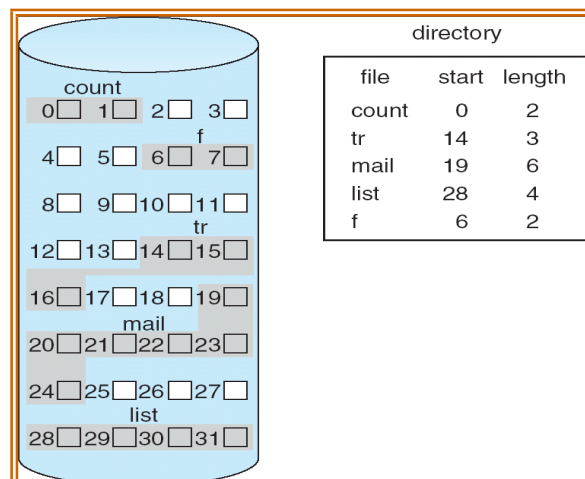 count
0 1 2 3
f
4 5 6 7
8 9 10 11
tr
12 13 14 15
16 17 18 19
mail
20 21 22 23
24 25 26 27
list
28 29 30 31
directory
file start length
count 0 2
tr 14 3
mail 19 6
list 28 4
f 6 2